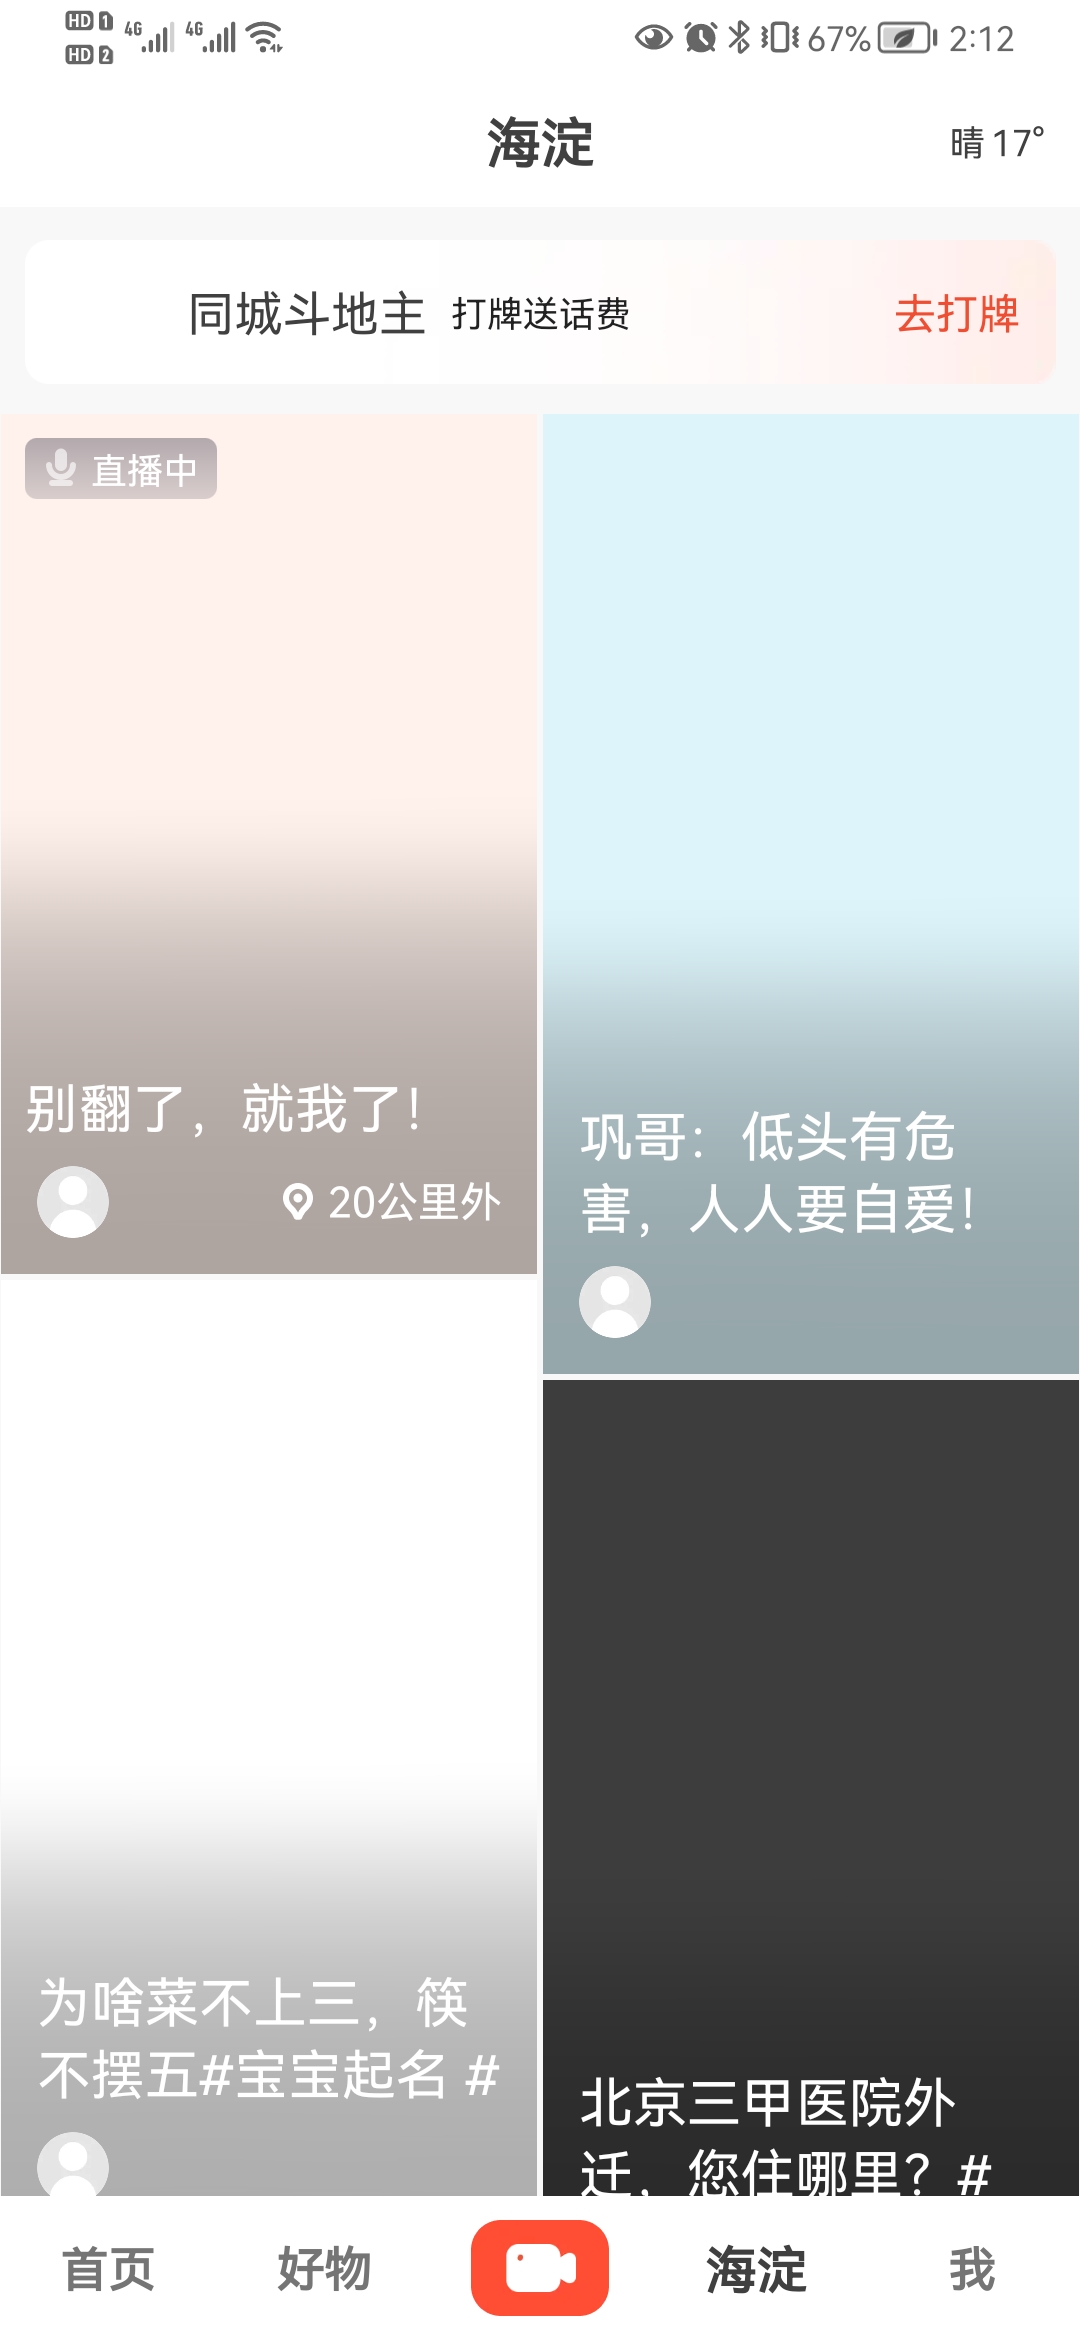 HD 1 4G 4G 67% 2:12
HD 2
海淀
晴 17°
同城斗地主 打牌送话费 去打牌
直播中
别翻了，就我了！
20公里外
巩哥：低头有危
害，人人要自爱！
为啥菜不上三，筷
不摆五#宝宝起名 #
北京三甲医院外
迁，您住哪里？#
首页 好物 海淀 我